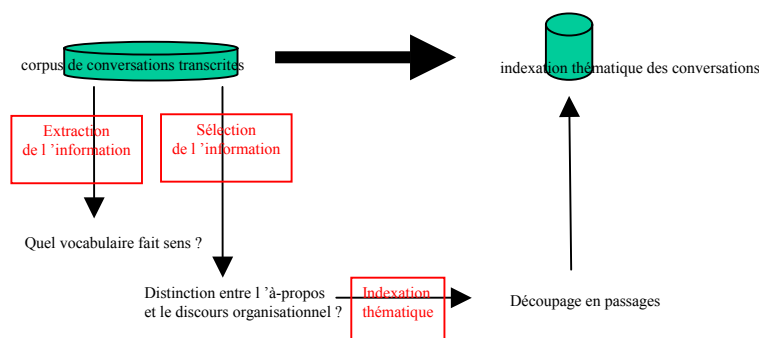 corpus de conversations transcrites
indexation thématique des conversations
Extraction
de l ’information
Sélection
de l ’information
Quel vocabulaire fait sens ?
Distinction entre l ’à-propos
et le discours organisationnel ?
Indexation
thématique
Découpage en passages